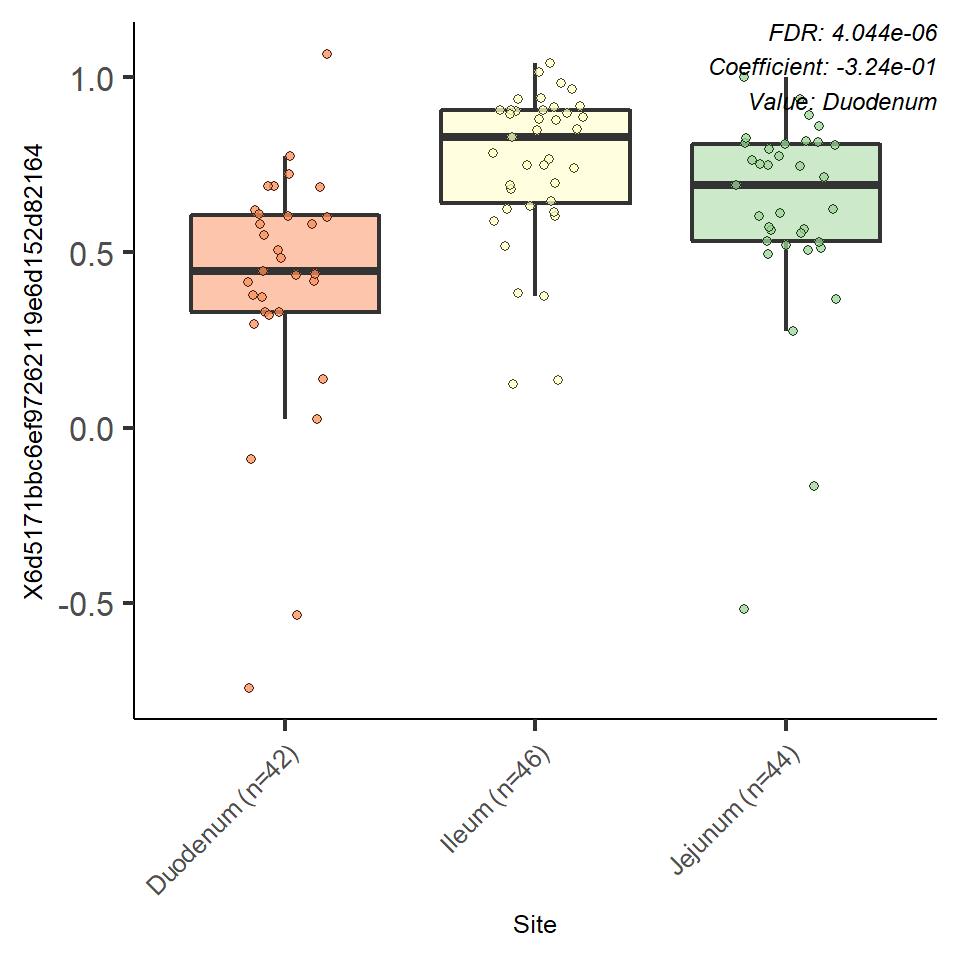 FDR: 4.044e-06
Coefficient: -3.24e-01
Value: Duodenum
X6d5171bbc6ef97262119e6d152d82164
1.0
0.5
0.0
-0.5
Duodenum (n=42)
Ileum (n=46)
Jejunum (n=44)
Site